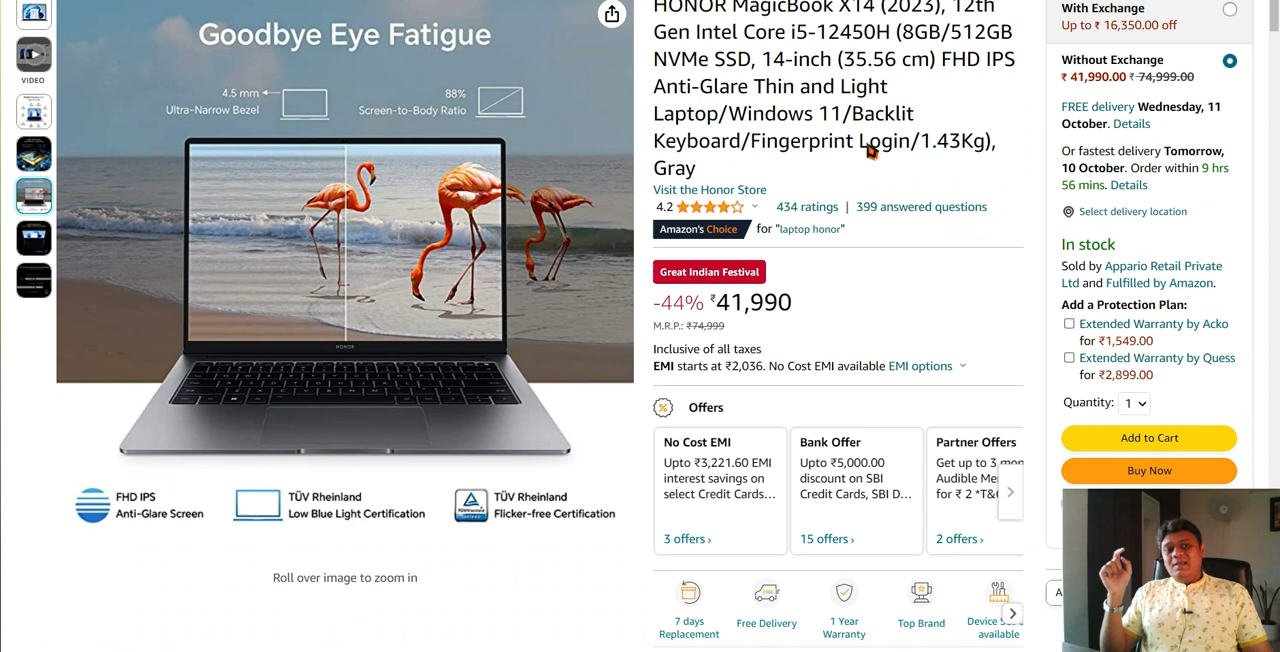 VIDEO
Goodbye Eye Fatigue
4.5 mm
Ultra-Narrow Bezel
88%
Screen-to-Body Ratio
HONOR
FHD IPS
Anti-Glare Screen
TÜV Rheinland
Low Blue Light Certification
TÜV Rheinland
Flicker-free Certification
Roll over image to zoom in
HONOR MagicBook X14 (2023), 12th
Gen Intel Core i5-12450H (8GB/512GB
NVMe SSD, 14-inch (35.56 cm) FHD IPS
Anti-Glare Thin and Light
Laptop/Windows 11/Backlit
Keyboard/Fingerprint Login/1.43Kg),
Gray
Visit the Honor Store
4.2 434 ratings | 399 answered questions
Amazon's Choice for "laptop honor"
Great Indian Festival
-44% ₹41,990
M.R.P.: ₹74,999
Inclusive of all taxes
EMI starts at ₹2,036. No Cost EMI available EMI options
Offers
No Cost EMI
Upto ₹3,221.60 EMI
interest savings on
select Credit Cards...
3 offers ›
Bank Offer
Upto ₹5,000.00
discount on SBI
Credit Cards, SBI D...
15 offers ›
Partner Offers
Get up to 3 mon
Audible Me
for ₹ 2 *T&
2 offers ›
7 days
Replacement
Free Delivery
1 Year
Warranty
Top Brand
Device
available
With Exchange
Up to ₹ 16,350.00 off
Without Exchange
₹ 41,990.00 ₹ 74,999.00
FREE delivery Wednesday, 11
October. Details
Or fastest delivery Tomorrow,
10 October. Order within 9 hrs
56 mins. Details
Select delivery location
In stock
Sold by Appario Retail Private
Ltd and Fulfilled by Amazon.
Add a Protection Plan:
Extended Warranty by Acko
for ₹1,549.00
Extended Warranty by Quess
for ₹2,899.00
Quantity: 1
Add to Cart
Buy Now